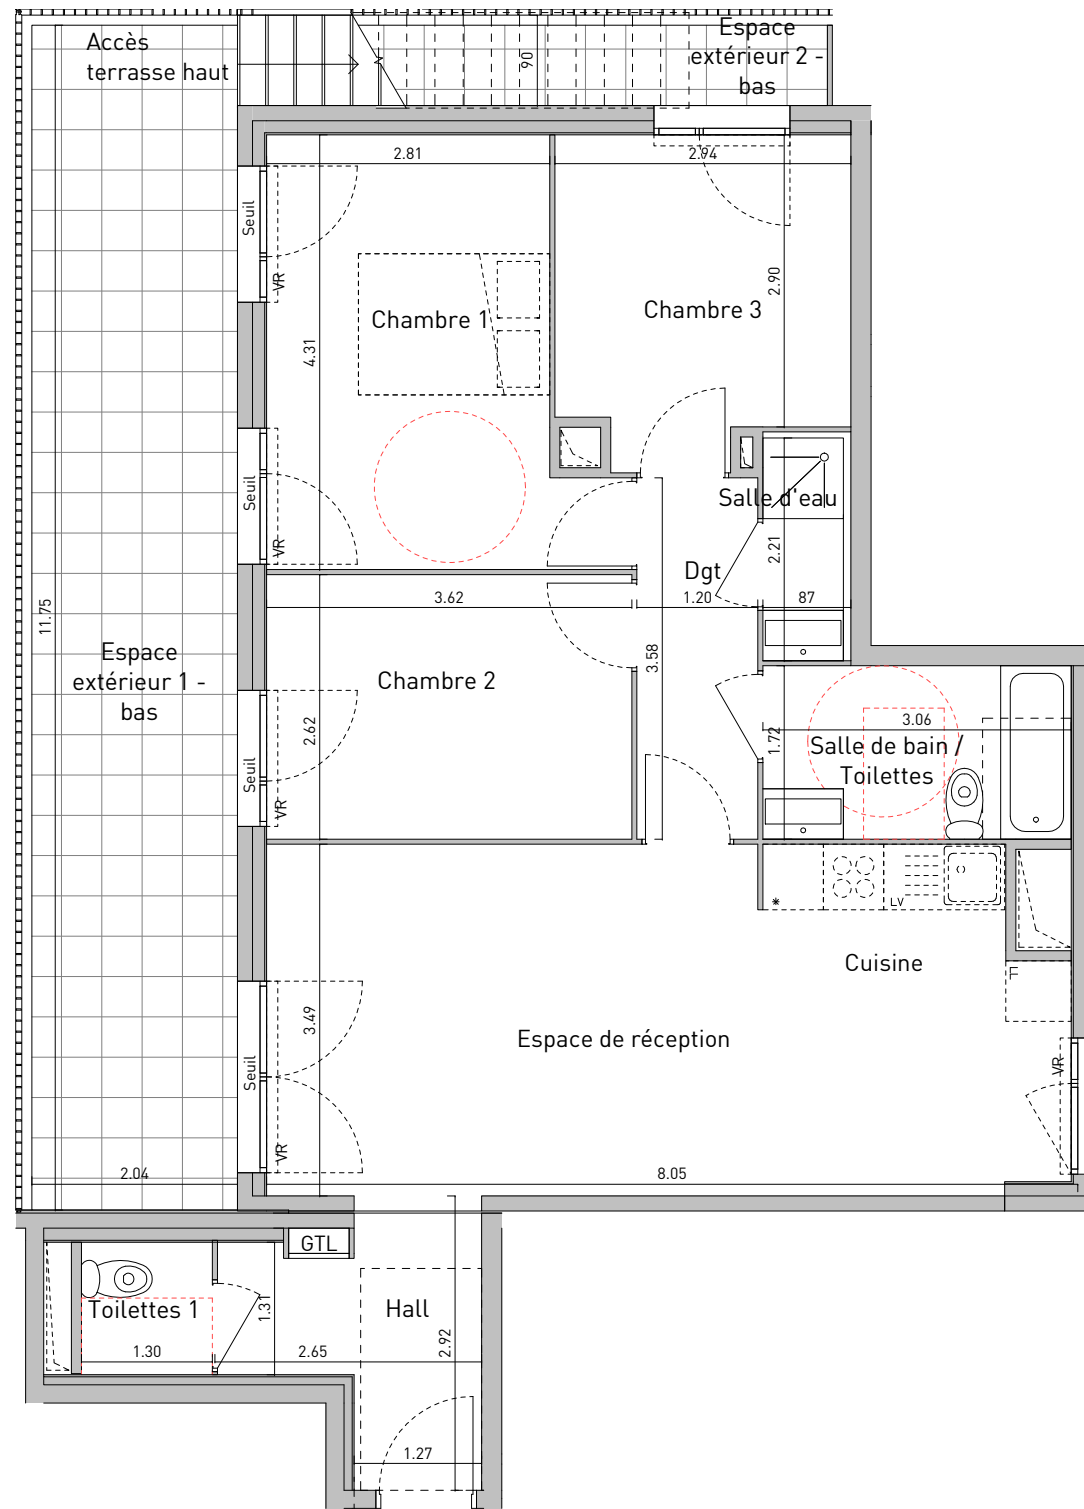 Accès
terrasse haut
90
Espace
extérieur 2 -
bas
2.81
2.94
Seuil
VR
4.31
Chambre 1
Chambre 3
2.90
Seuil
VR
Salle d'eau
2.21
Dgt
3.62
1.20
87
11.75
Espace
extérieur 1 -
bas
Chambre 2
3.58
2.62
Seuil
VR
3.06
1.72
Salle de bain /
Toilettes
*
LV
Cuisine
F
3.49
Espace de réception
Seuil
VR
VR
2.04
8.05
GTL
Toilettes 1
1.31
Hall
2.92
1.30
2.65
1.27